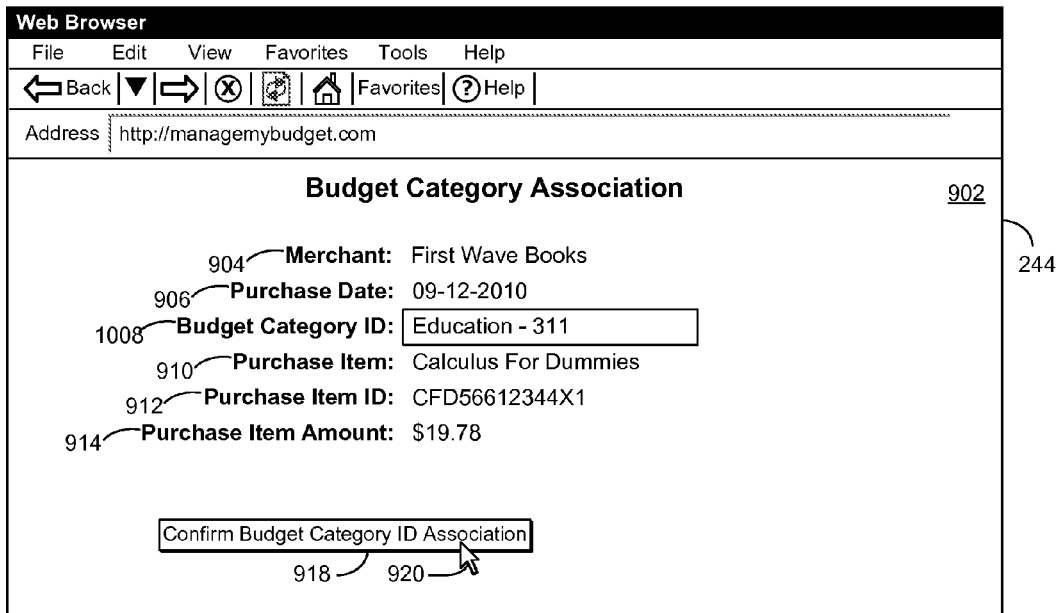 Web Browser
File Edit View Favorites Tools Help
Back Favorites ? Help
Address http://managemybudget.com
Budget Category Association
902
244
904 Merchant: First Wave Books
906 Purchase Date: 09-12-2010
1008 Budget Category ID: Education - 311
910 Purchase Item: Calculus For Dummies
912 Purchase Item ID: CFD56612344X1
914 Purchase Item Amount: $19.78
Confirm Budget Category ID Association
918 920